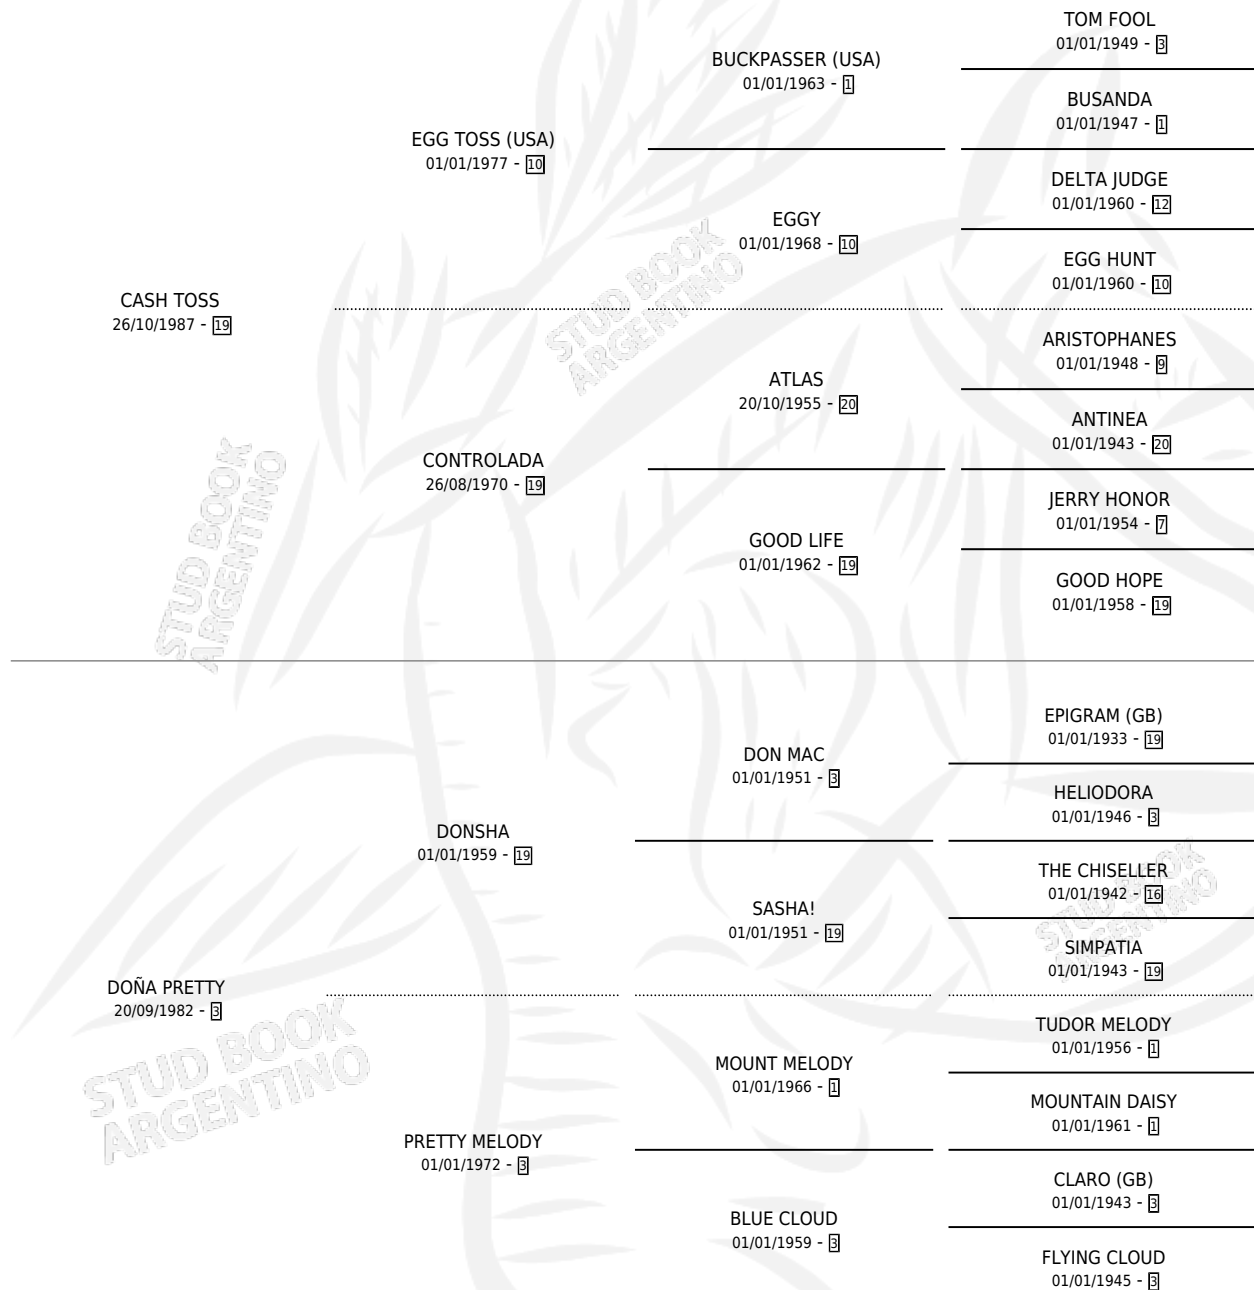 TOM FOOL
01/01/1949 - 3
BUCKPASSER (USA)
01/01/1963 - 1
BUSANDA
01/01/1947 - 1
EGG TOSS (USA)
01/01/1977 - 10
DELTA JUDGE
01/01/1960 - 12
EGGY
01/01/1968 - 10
EGG HUNT
01/01/1960 - 10
CASH TOSS
26/10/1987 - 19
STUD BOOK
ARGENTINO
ARISTOPHANES
01/01/1948 - 9
ATLAS
20/10/1955 - 20
ANTINEA
01/01/1943 - 20
CONTROLADA
26/08/1970 - 19
JERRY HONOR
01/01/1954 - 7
GOOD LIFE
01/01/1962 - 19
GOOD HOPE
01/01/1958 - 19
STUD BOOK
ARGENTINO
EPIGRAM (GB)
01/01/1933 - 19
DON MAC
01/01/1951 - 3
HELIODORA
01/01/1946 - 3
DONSHA
01/01/1959 - 19
THE CHISELLER
01/01/1942 - 16
SASHA!
01/01/1951 - 19
STUD BOOK
ARGENTINO
SIMPATIA
01/01/1943 - 19
DOÑA PRETTY
20/09/1982 - 3
STUD BOOK
ARGENTINO
TUDOR MELODY
01/01/1956 - 1
MOUNT MELODY
01/01/1966 - 1
MOUNTAIN DAISY
01/01/1961 - 1
PRETTY MELODY
01/01/1972 - 3
CLARO (GB)
01/01/1943 - 3
BLUE CLOUD
01/01/1959 - 3
FLYING CLOUD
01/01/1945 - 3